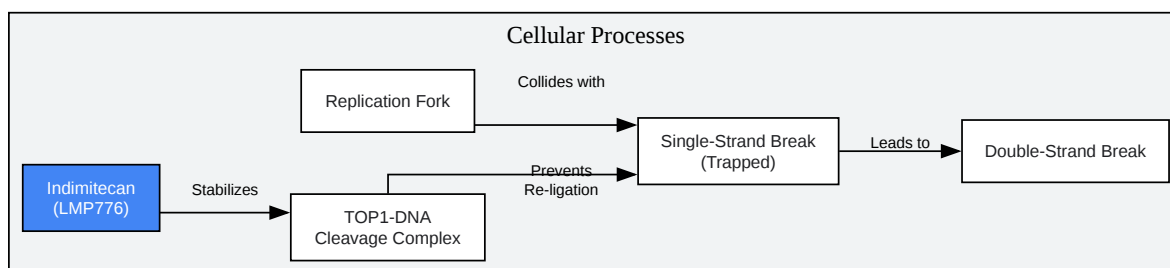 Cellular Processes
Collides with
Replication Fork
Single-Strand Break
(Trapped)
Leads to
Double-Strand Break
Prevents
Re-ligation
Indimitecan
(LMP776)
Stabilizes
TOP1-DNA
Cleavage Complex